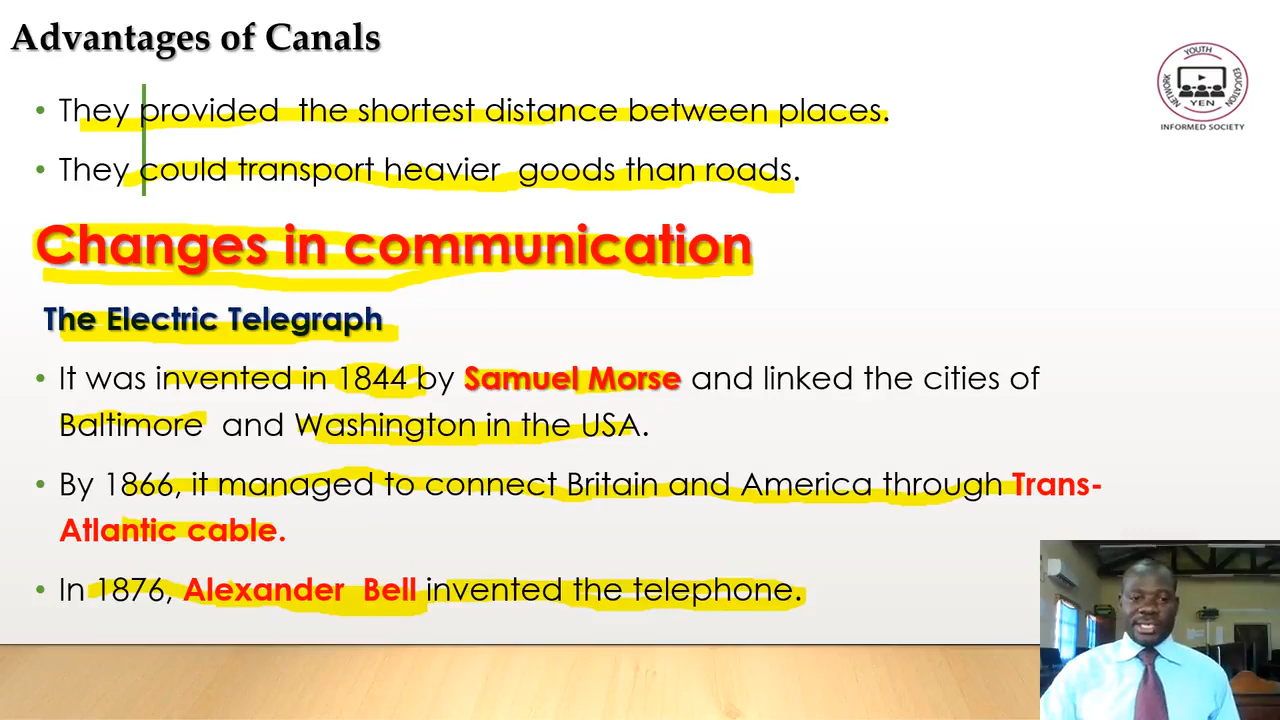 Advantages of Canals
• They provided the shortest distance between places.
• They could transport heavier goods than roads.
YOUTH EDUCATION NETWORK
YEN
INFORMED SOCIETY
Changes in communication
The Electric Telegraph
• It was invented in 1844 by Samuel Morse and linked the cities of
Baltimore and Washington in the USA.
• By 1866, it managed to connect Britain and America through Trans-
Atlantic cable.
• In 1876, Alexander Bell invented the telephone.